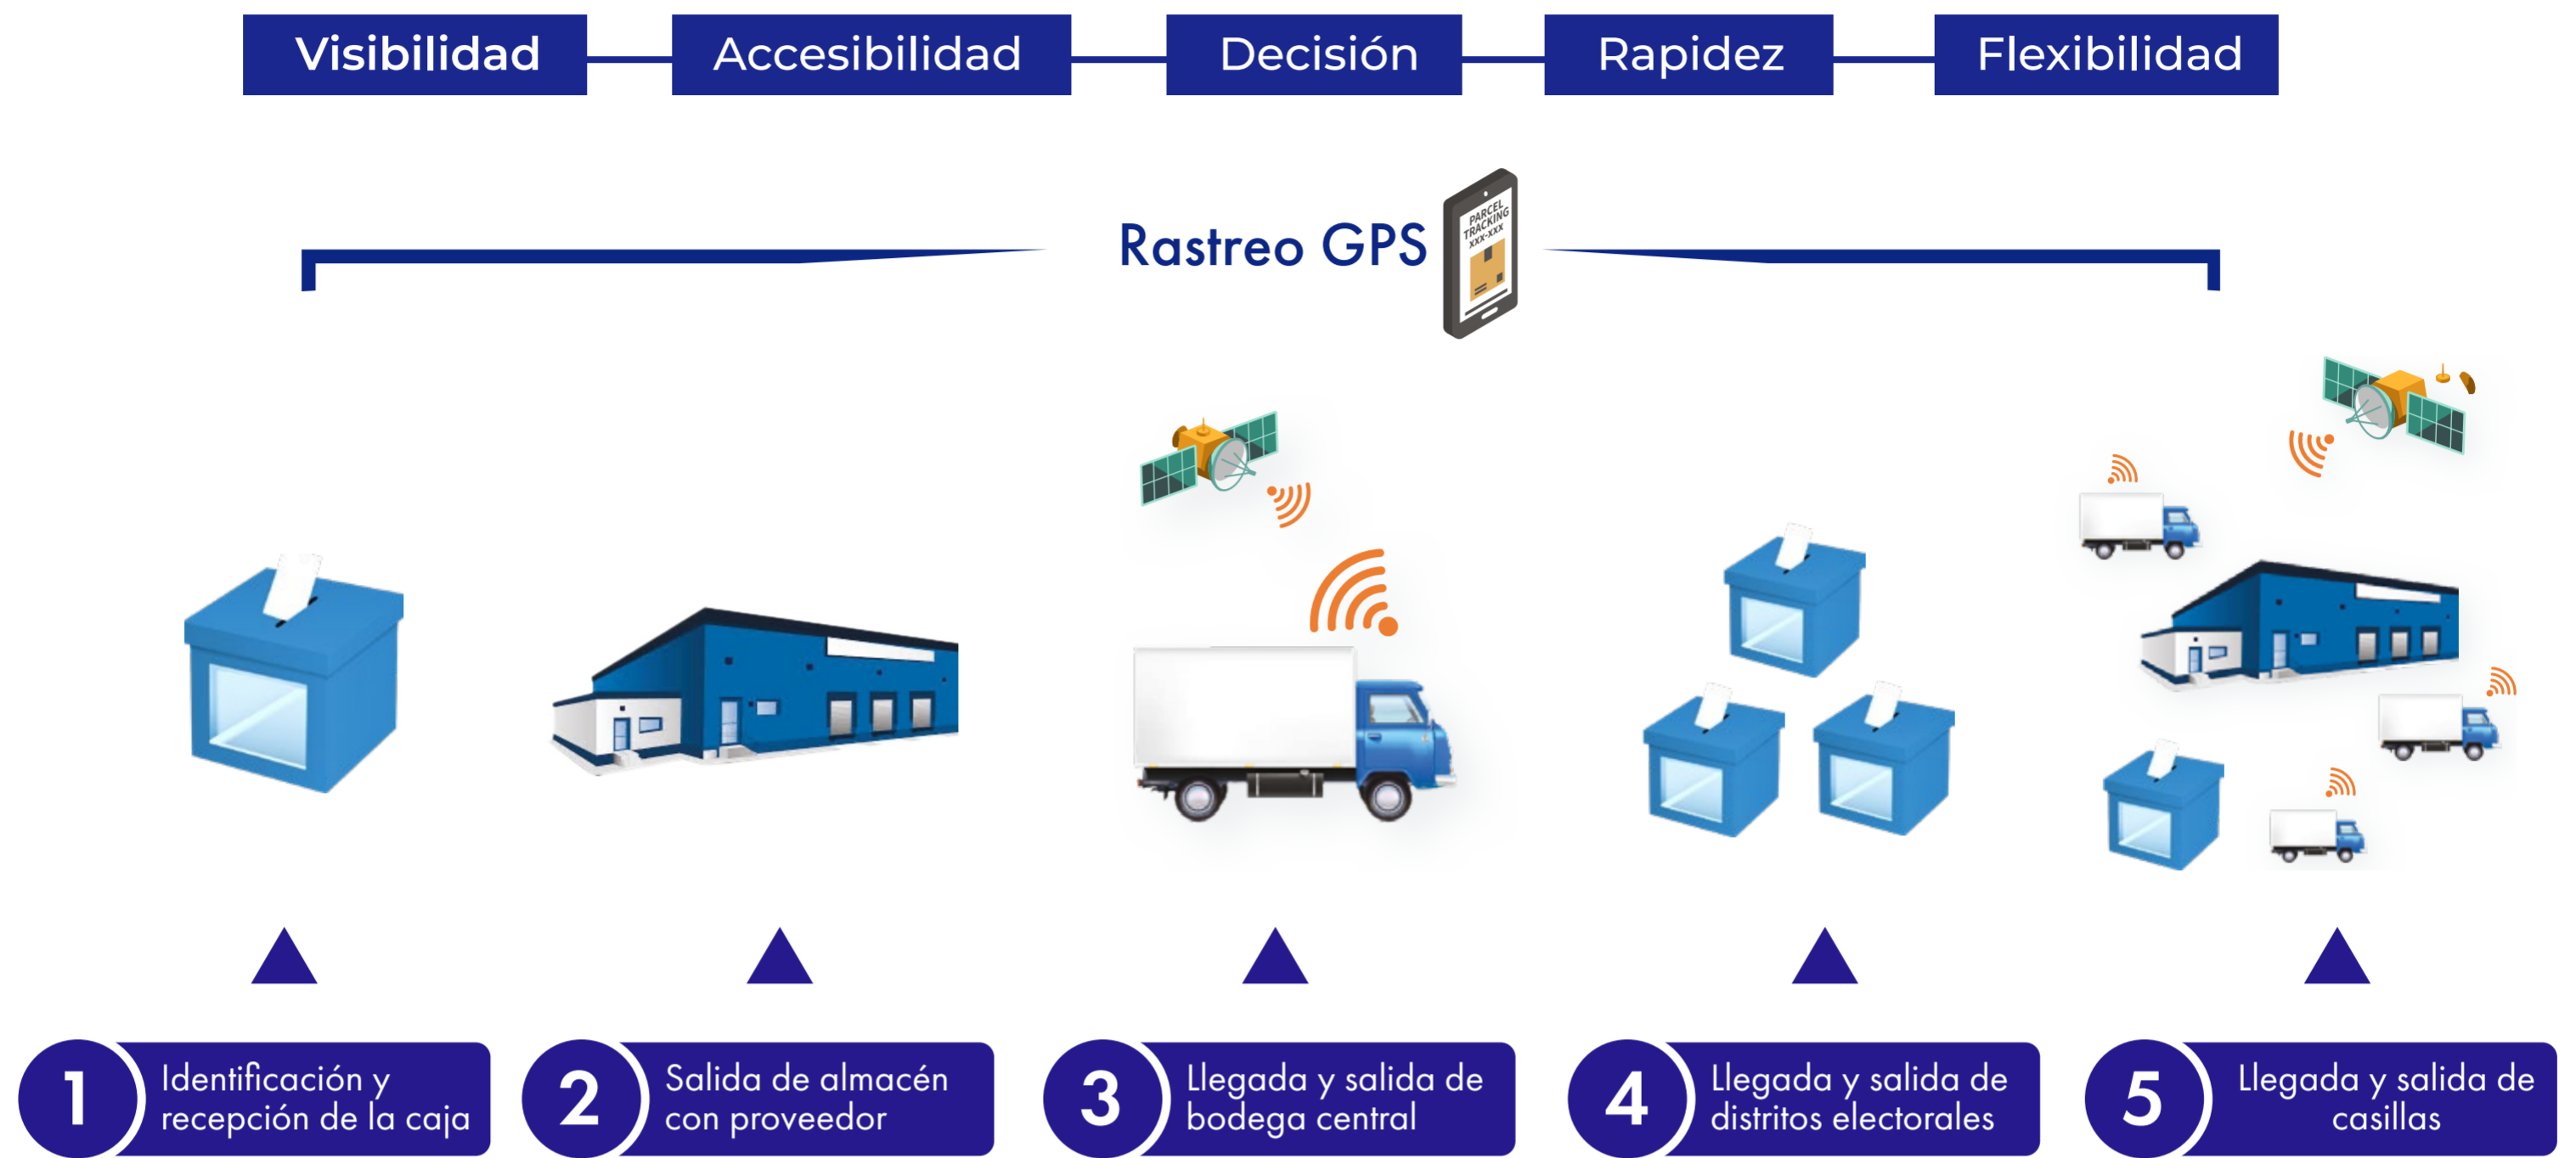 Visibilidad
Accesibilidad
Decisión
Rapidez
Flexibilidad
Rastreo GPS
PARCEL
TRACKING
XXX-XXX
1
Identificación y
recepción de la caja
2
Salida de almacén
con proveedor
3
Llegada y salida de
bodega central
4
Llegada y salida de
distritos electorales
5
Llegada y salida de
casillas